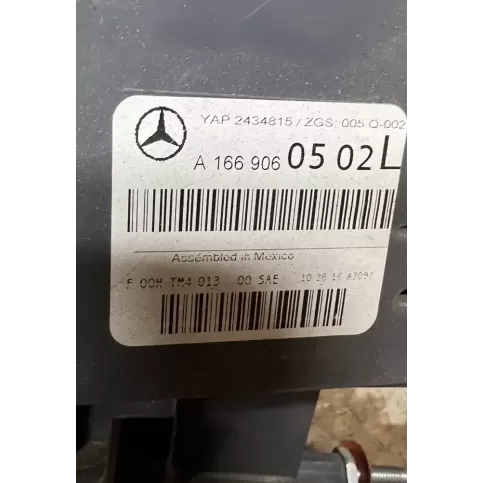 YAP 2434815 / ZGS: 005 Q-002
A 166 906 05 02 L
Assembled in Mexico
F 00H TM4 013 00 SAE 10 26 16